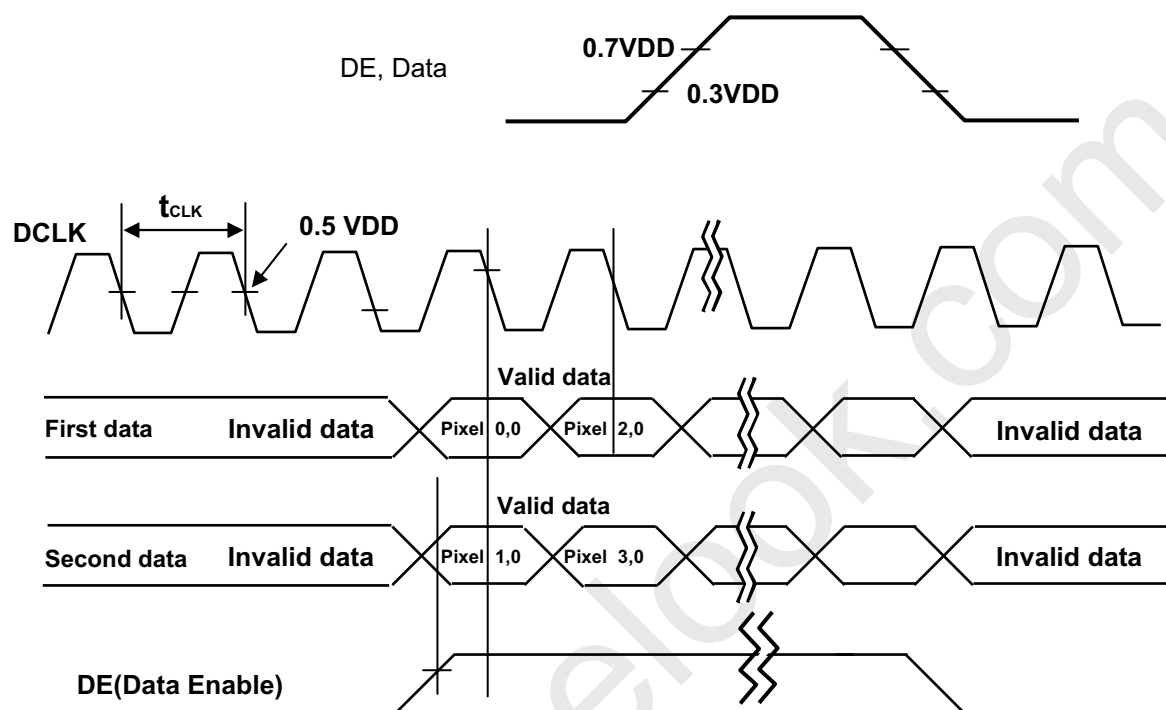 0.7VDD
DE, Data
0.3VDD
tCLK
0.5 VDD
DCLK
Valid data
First data Invalid data Pixel 0,0 Pixel 2,0 Invalid data
Valid data
Second data Invalid data Pixel 1,0 Pixel 3,0 Invalid data
DE(Data Enable)
elook.com